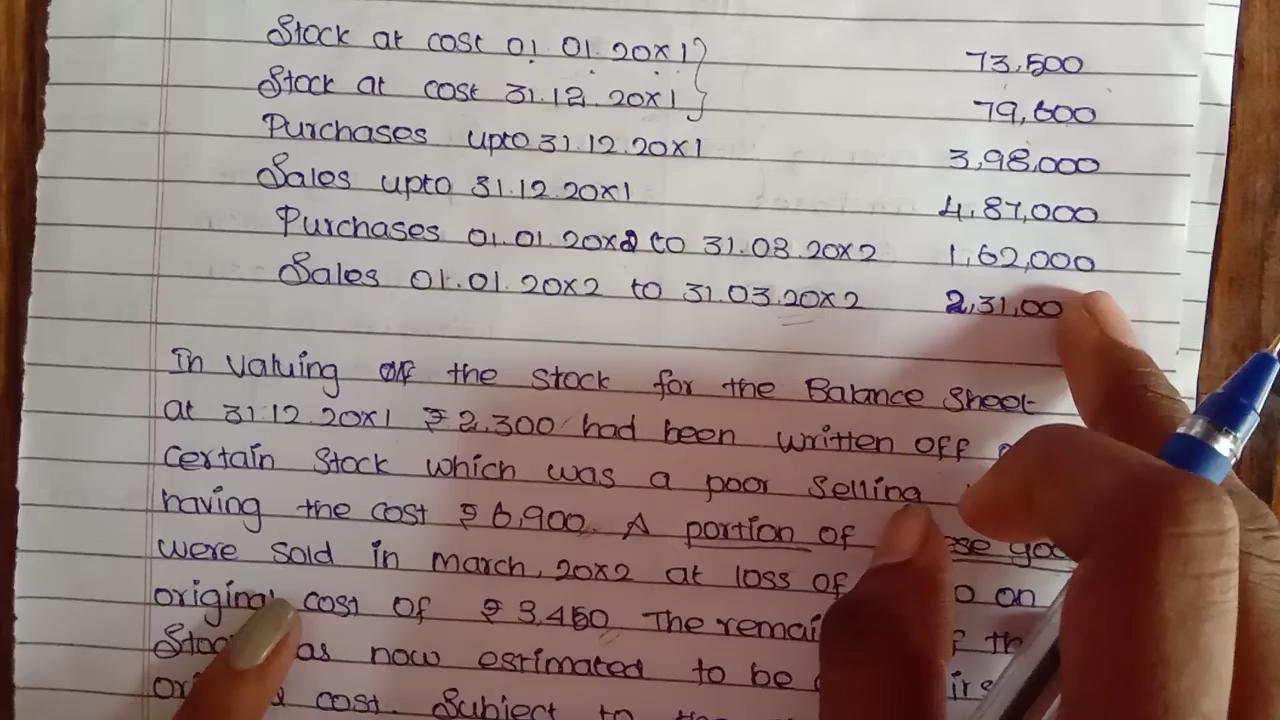 Stock at cost 01.01.20x1} 73,500
Stock at cost 31.12.20x1 79,600
Purchases upto 31.12.20x1 3,98,000
Sales upto 31.12.20x1 4,87,000
Purchases 01.01.20x2 to 31.03.20x2 1,62,000
Sales 01.01.20x2 to 31.03.20x2 2,31,00
In valuing of the stock for the Balance Sheet
at 31.12.20x1 ₹2,300 had been written off
Certain Stock which was a poor Selling
having the cost ₹6,900. A portion of
were sold in march, 20x2 at loss of on
original cost of ₹3,450 The
as now estimated to be
cost. Subject to